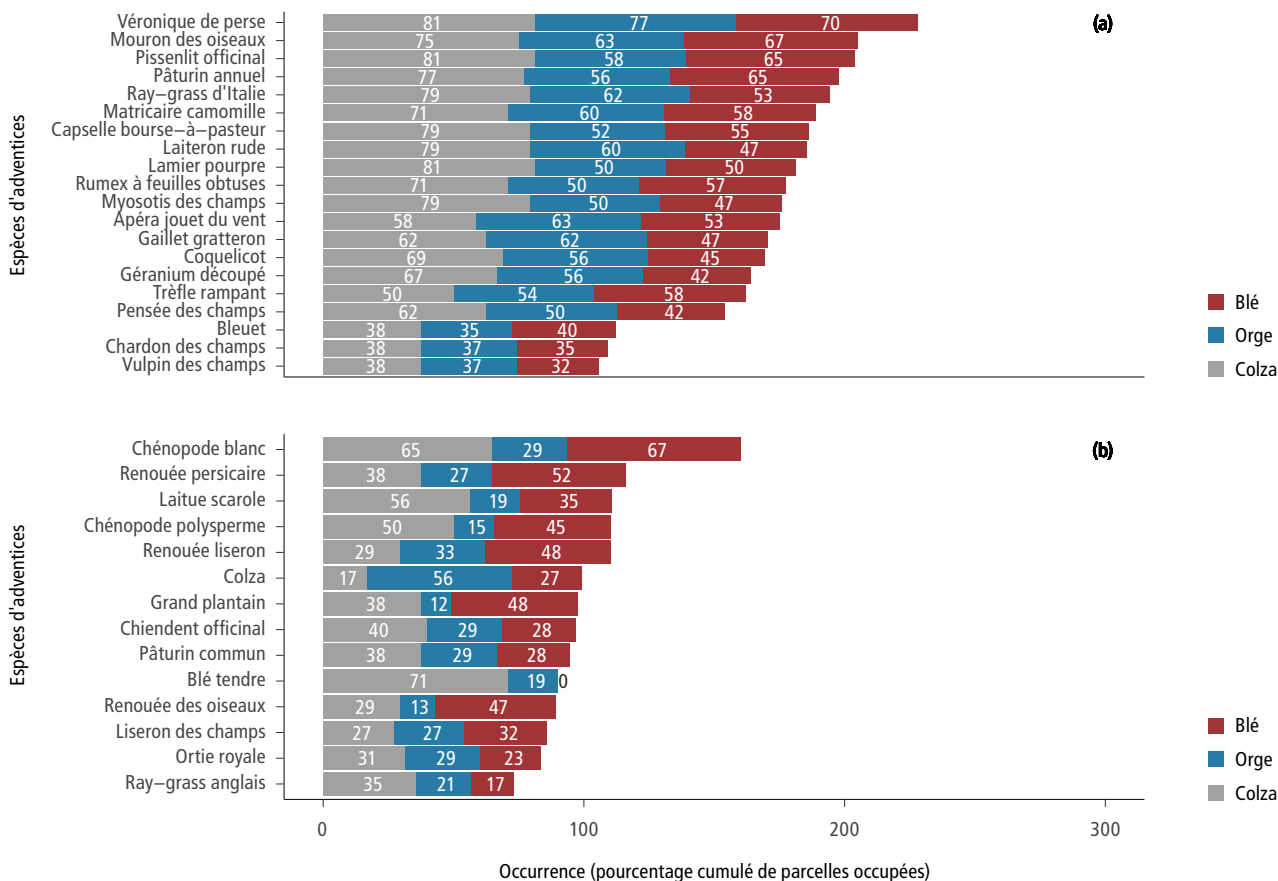 Espèces d'adventices
(a)
Véronique de perse 81 77 70
Mouron des oiseaux 75 63 67
Pissenlit officinal 81 58 65
Pâturin annuel 77 56 65
Ray–grass d'Italie 79 62 53
Matricaire camomille 71 60 58
Capselle bourse–à–pasteur 79 52 55
Laiteron rude 79 60 47
Lamier pourpre 81 50 50
Rumex à feuilles obtuses 71 50 57
Myosotis des champs 79 50 47
Apéra jouet du vent 58 63 53
Gaillet gratteron 62 62 47
Coquelicot 69 56 45
Géranium découpé 67 56 42
Trèfle rampant 50 54 58
Pensée des champs 62 50 42
Bleuet 38 35 40
Chardon des champs 38 37 35
Vulpin des champs 38 37 32
Blé
Orge
Colza
Espèces d'adventices
(b)
Chénopode blanc 65 29 67
Renouée persicaire 38 27 52
Laitue scarole 56 19 35
Chénopode polysperme 50 15 45
Renouée liseron 29 33 48
Colza 17 56 27
Grand plantain 38 12 48
Chiendent officinal 40 29 28
Pâturin commun 38 29 28
Blé tendre 71 19 0
Renouée des oiseaux 29 13 47
Liseron des champs 27 27 32
Ortie royale 31 29 23
Ray–grass anglais 35 21 17
Blé
Orge
Colza
0 100 200 300
Occurrence (pourcentage cumulé de parcelles occupées)